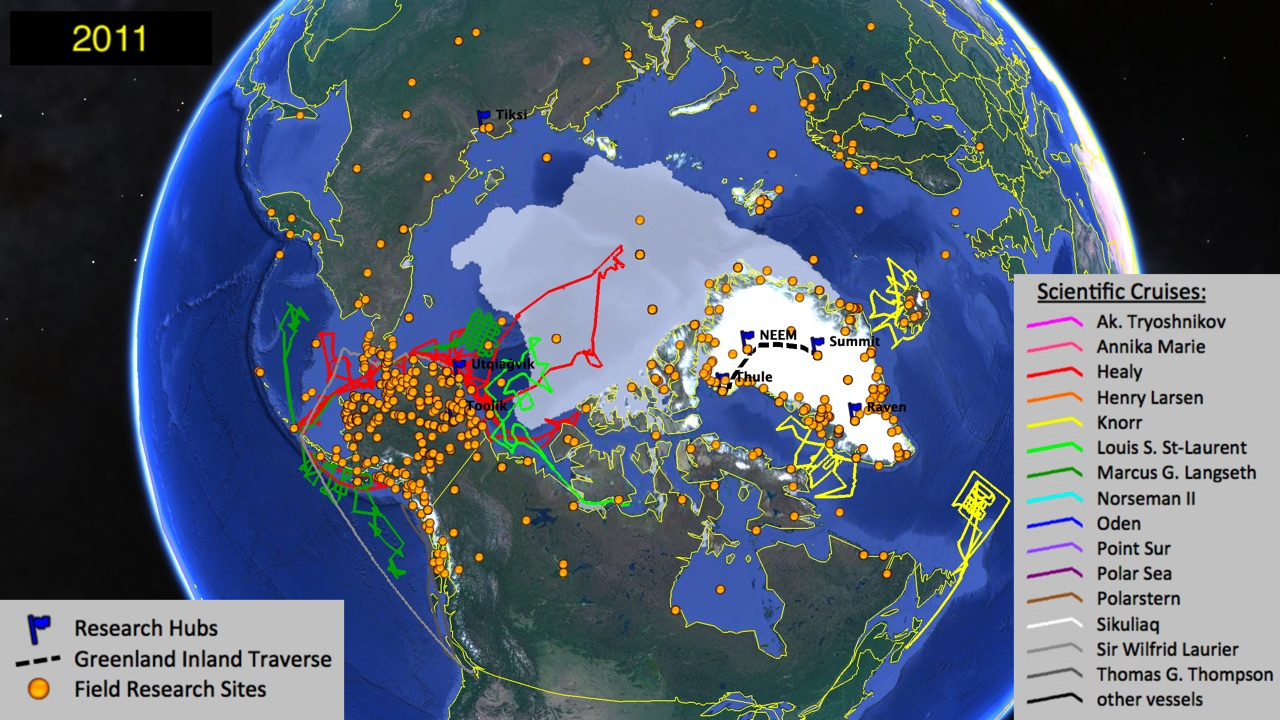 2011
Tiksi
NEEM
Summit
Utqiagvik
Thule
Toolik
Raven
Scientific Cruises:
Ak. Tryoshnikov
Annika Marie
Healy
Henry Larsen
Knorr
Louis S. St-Laurent
Marcus G. Langseth
Norseman II
Oden
Point Sur
Polar Sea
Polarstern
Sikuliaq
Sir Wilfrid Laurier
Thomas G. Thompson
other vessels
Research Hubs
Greenland Inland Traverse
Field Research Sites